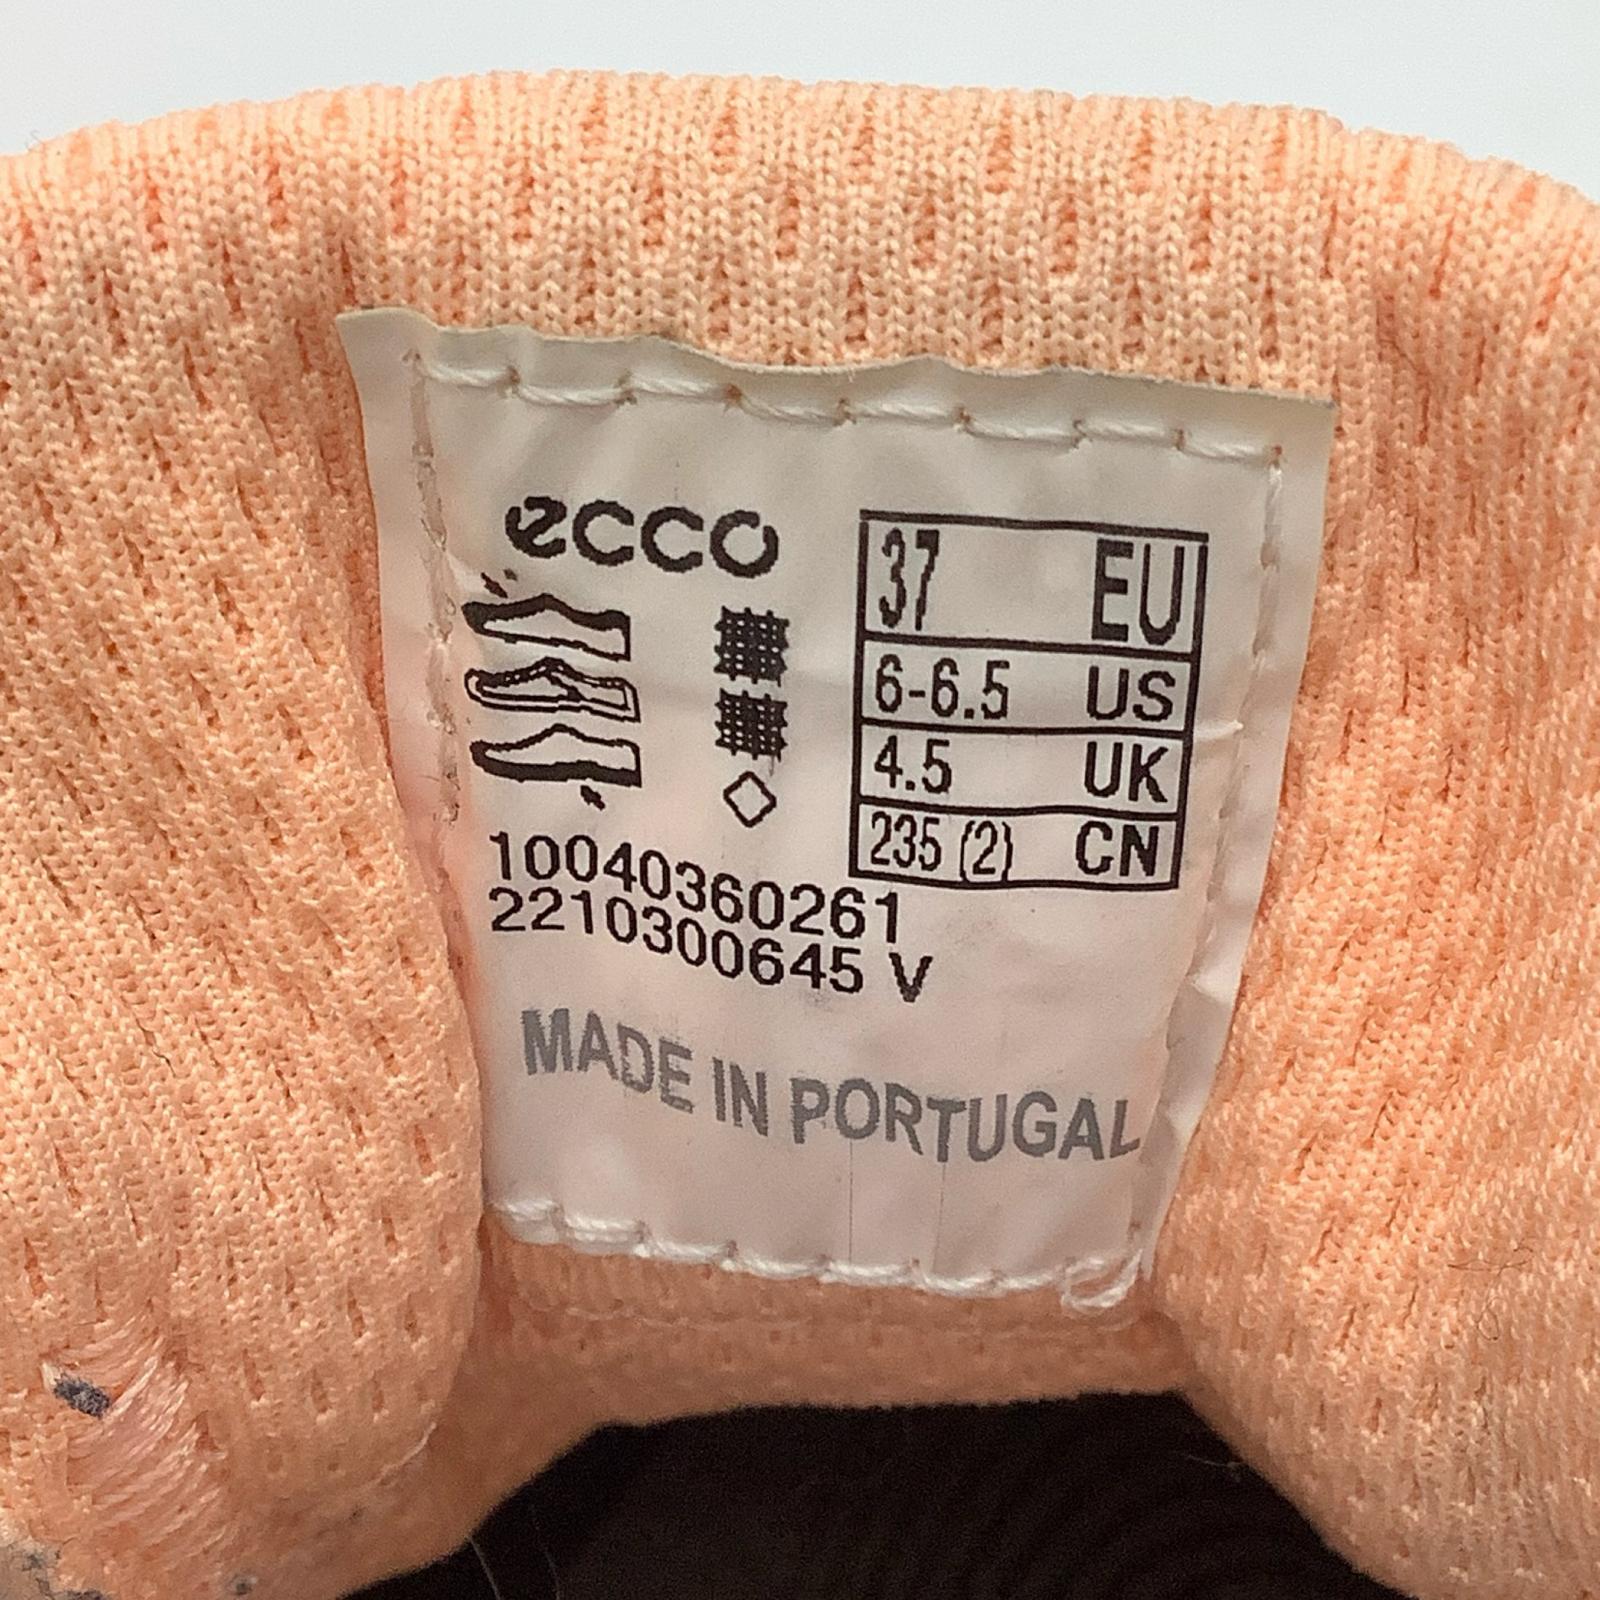 ecco
37 EU
6-6.5 US
4.5 UK
235 (2) CN
10040360261
2210300645 V
MADE IN PORTUGAL